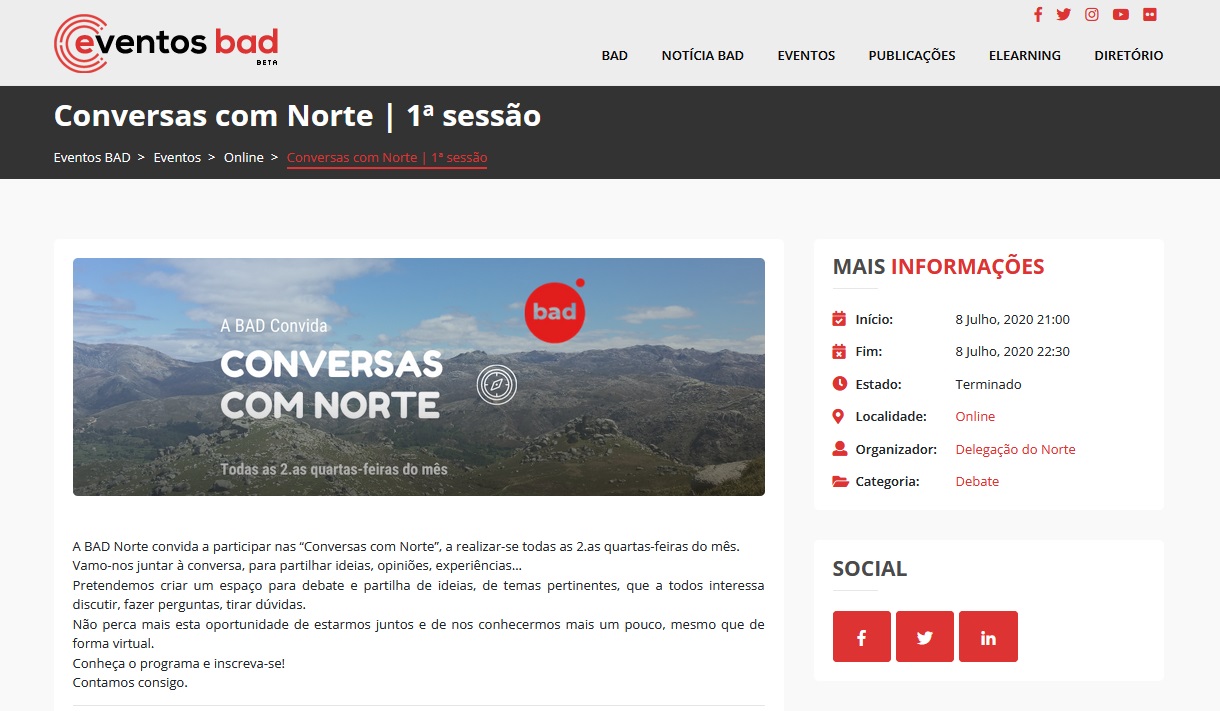 eventos bad
BETA
BAD NOTÍCIA BAD EVENTOS PUBLICAÇÕES ELEARNING DIRETÓRIO
Conversas com Norte | 1ª sessão
Eventos BAD > Eventos > Online > Conversas com Norte | 1ª sessão
A BAD Convida
CONVERSAS
COM NORTE
bad
Todas as 2.as quartas-feiras do mês
A BAD Norte convida a participar nas “Conversas com Norte”, a realizar-se todas as 2.as quartas-feiras do mês.
Vamo-nos juntar à conversa, para partilhar ideias, opiniões, experiências…
Pretendemos criar um espaço para debate e partilha de ideias, de temas pertinentes, que a todos interessa
discutir, fazer perguntas, tirar dúvidas.
Não perca mais esta oportunidade de estarmos juntos e de nos conhecermos mais um pouco, mesmo que de
forma virtual.
Conheça o programa e inscreva-se!
Contamos consigo.
MAIS INFORMAÇÕES
Início: 8 Julho, 2020 21:00
Fim: 8 Julho, 2020 22:30
Estado: Terminado
Localidade: Online
Organizador: Delegação do Norte
Categoria: Debate
SOCIAL